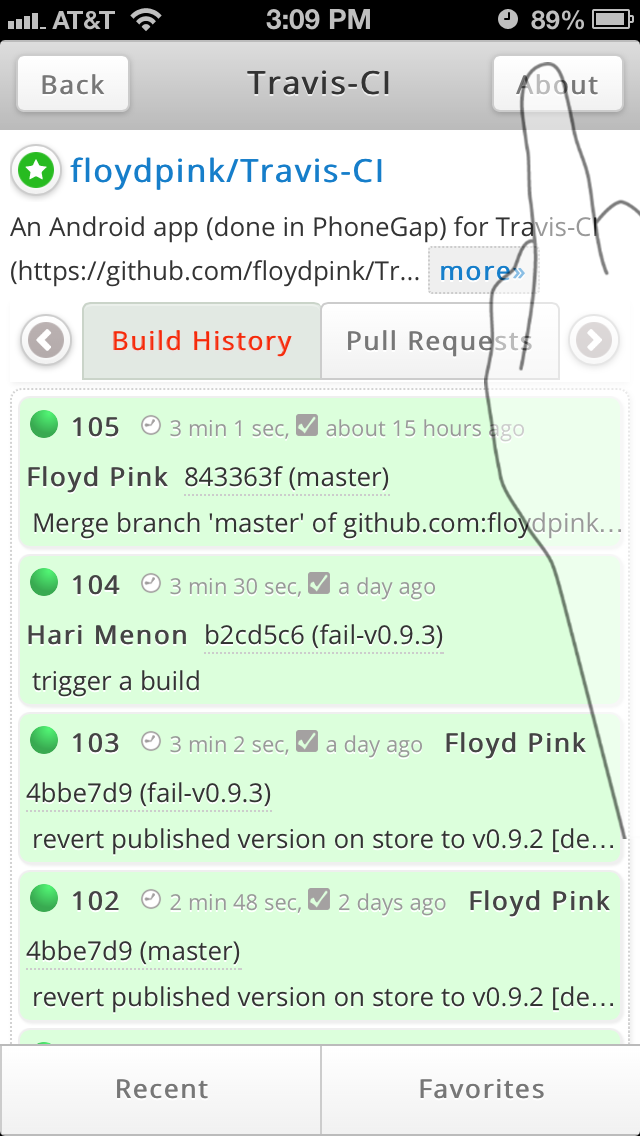 AT&T 3:09 PM 89%
Back Travis-CI About
floydpink/Travis-CI
An Android app (done in PhoneGap) for Travis-CI
(https://github.com/floydpink/Tr... more»
Build History Pull Requests
105 3 min 1 sec, about 15 hours ago
Floyd Pink 843363f (master)
Merge branch 'master' of github.com:floydpink...
104 3 min 30 sec, a day ago
Hari Menon b2cd5c6 (fail-v0.9.3)
trigger a build
103 3 min 2 sec, a day ago Floyd Pink
4bbe7d9 (fail-v0.9.3)
revert published version on store to v0.9.2 [de...
102 2 min 48 sec, 2 days ago Floyd Pink
4bbe7d9 (master)
revert published version on store to v0.9.2 [de...
Recent Favorites